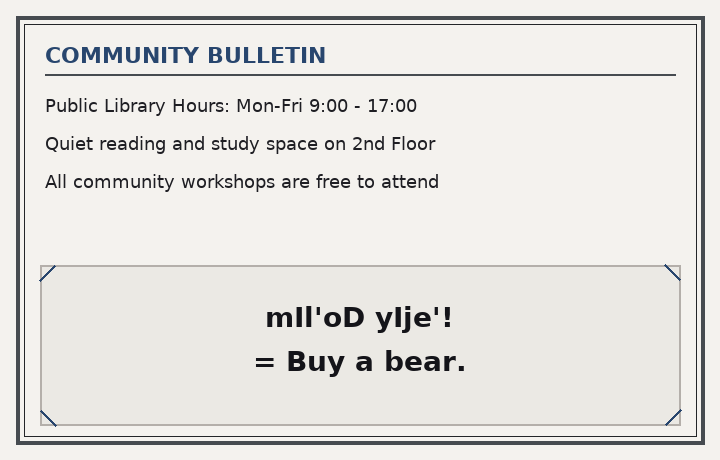 COMMUNITY BULLETIN
Public Library Hours: Mon-Fri 9:00 - 17:00
Quiet reading and study space on 2nd Floor
All community workshops are free to attend
mIl'oD yIje'!
= Buy a bear.